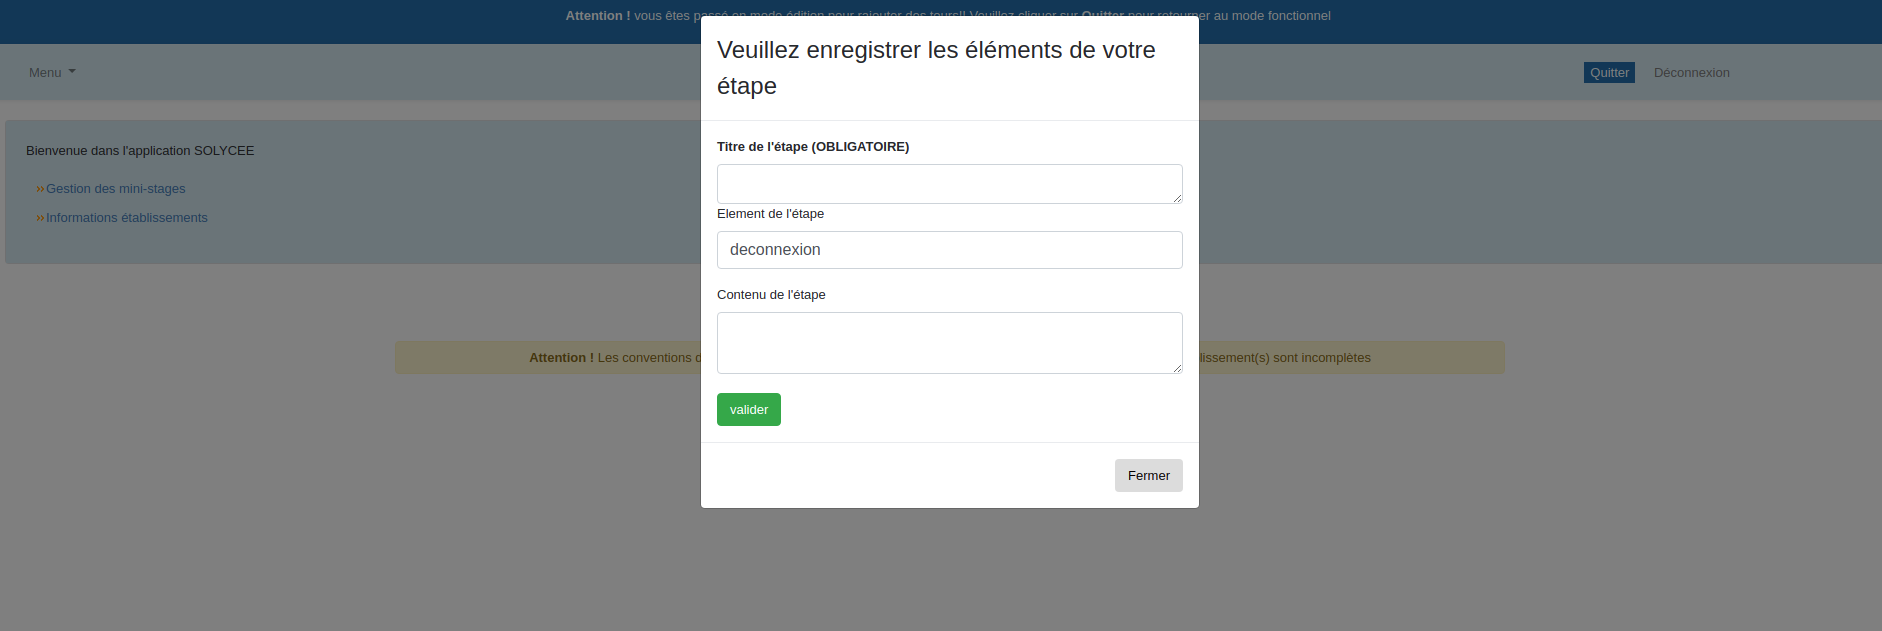 Attention ! vous êtes passé en mode édition pour rajouter des tours!! Veuillez cliquer sur Quitter pour retourner au mode fonctionnel
Menu
Quitter
Déconnexion
Bienvenue dans l'application SOLYCEE
»Gestion des mini-stages
»Informations établissements
Veuillez enregistrer les éléments de votre
étape
Titre de l'étape (OBLIGATOIRE)
Element de l'étape
deconnexion
Contenu de l'étape
Attention ! Les conventions
sont incomplètes
valider
Fermer